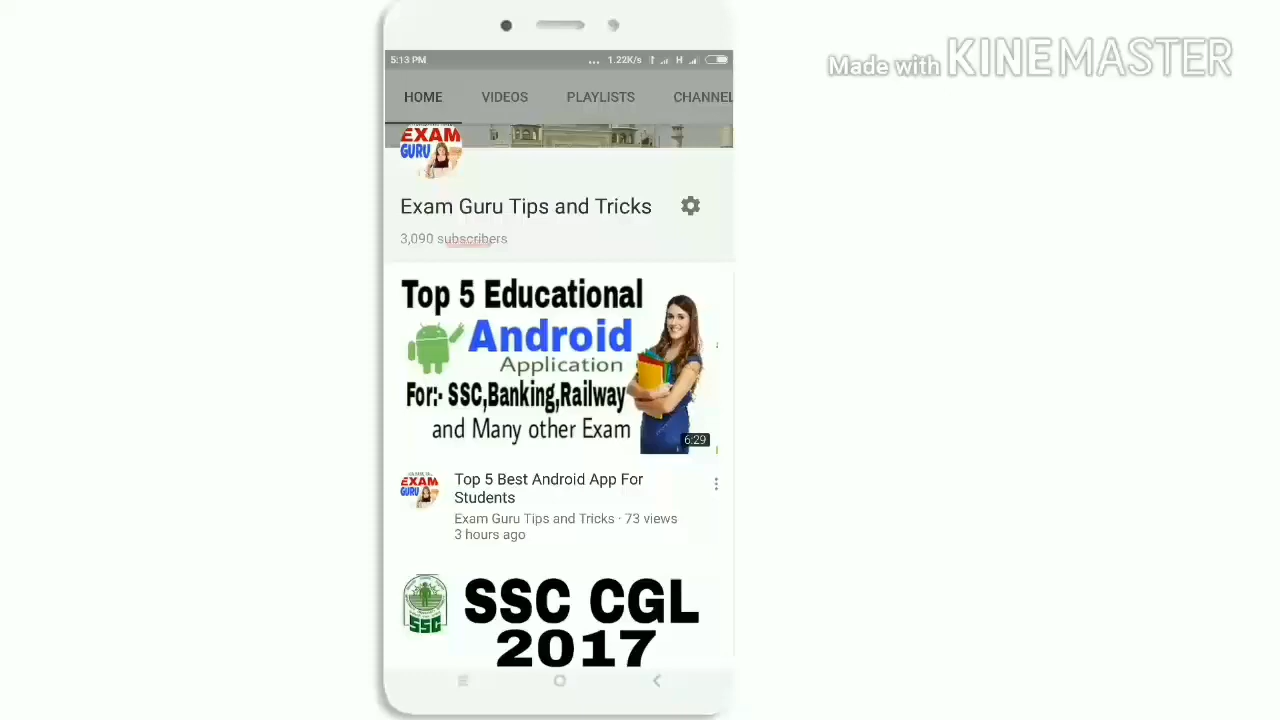 Made with KINEMASTER
5:13 PM
... 1.22K/s H
HOME VIDEOS PLAYLISTS CHANNEL
EXAM
GURU
Exam Guru Tips and Tricks
3,090 subscribers
Top 5 Educational
Android
Application
For:- SSC,Banking,Railway
and Many other Exam
6:29
EXAM
GURU
Top 5 Best Android App For
Students
Exam Guru Tips and Tricks · 73 views
3 hours ago
SSC
SSC CGL
2017